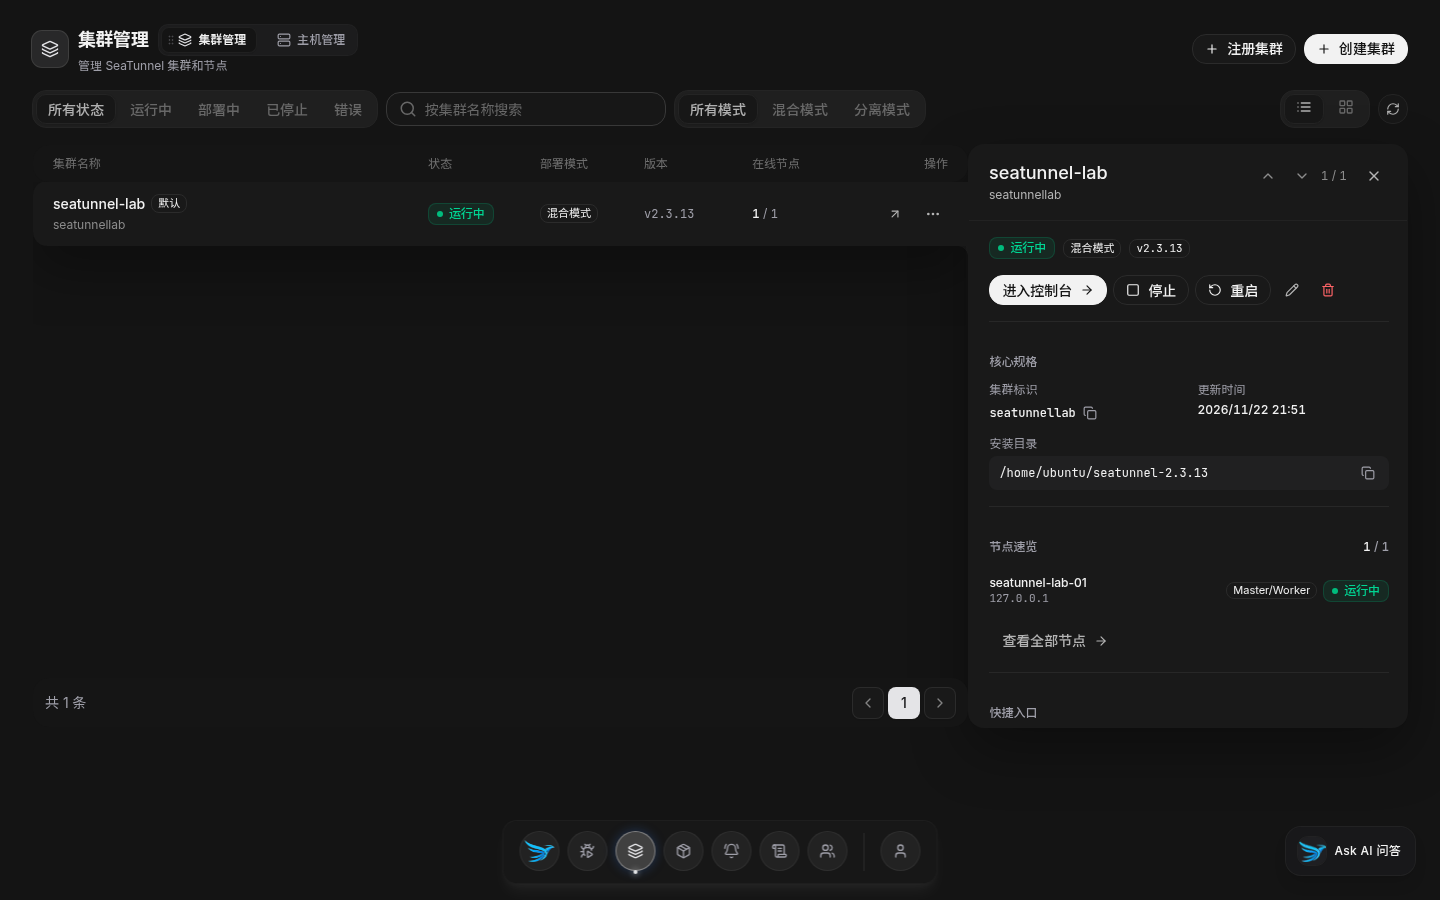 集群管理 集群管理 主机管理
管理 SeaTunnel 集群和节点
注册集群 创建集群
所有状态 运行中 部署中 已停止 错误 按集群名称搜索 所有模式 混合模式 分离模式
集群名称 状态 部署模式 版本 在线节点 操作
seatunnel-lab 默认
seatunnellab
运行中 混合模式 v2.3.13 1 / 1
共 1 条
1
seatunnel-lab
seatunnellab
1 / 1
运行中 混合模式 v2.3.13
进入控制台 停止 重启
核心规格
集群标识 更新时间
seatunnellab 2026/11/22 21:51
安装目录
/home/ubuntu/seatunnel-2.3.13
节点速览 1 / 1
seatunnel-lab-01
127.0.0.1
Master/Worker 运行中
查看全部节点
快捷入口
Ask AI 问答